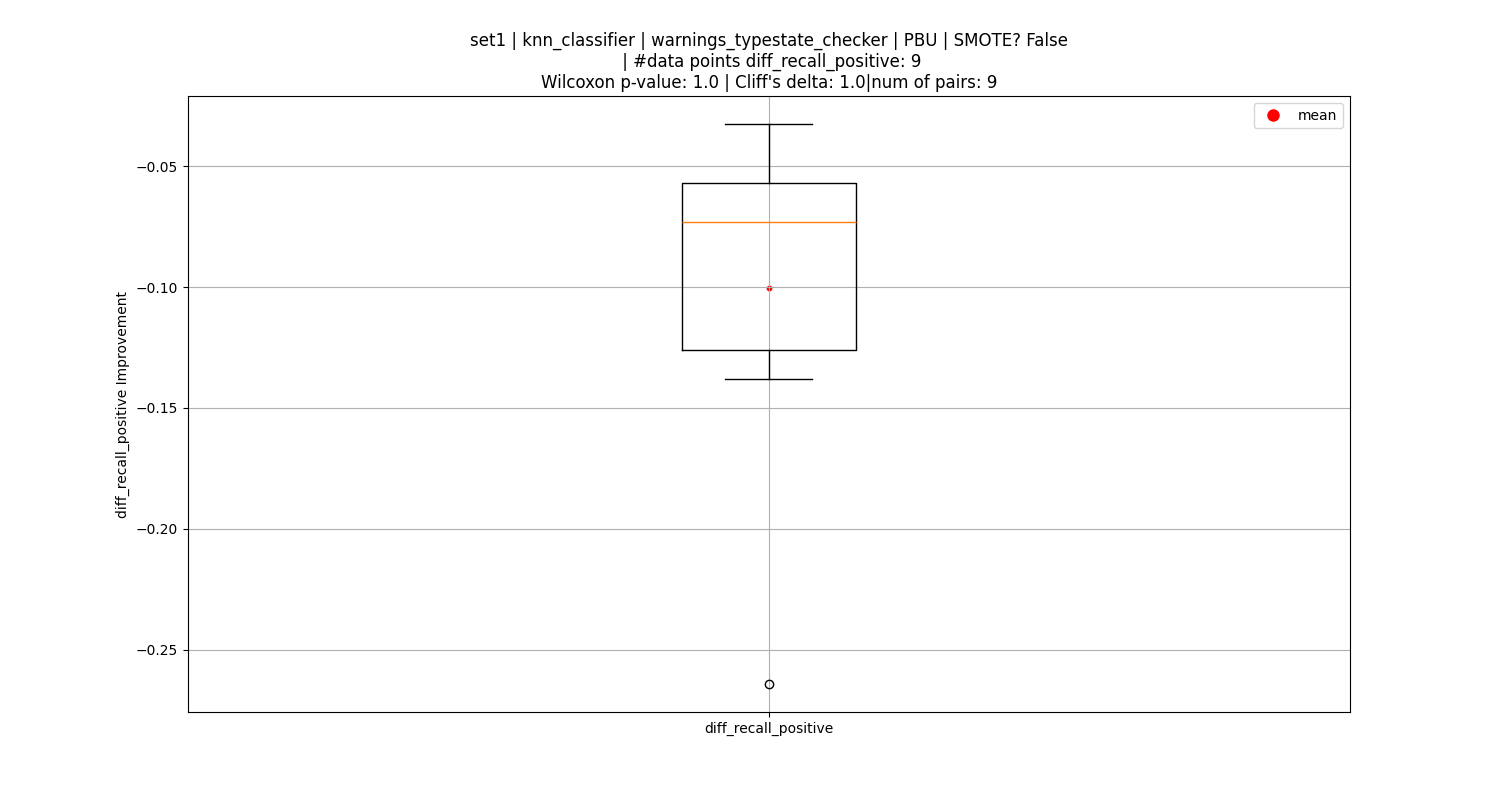 set1 | knn_classifier | warnings_typestate_checker | PBU | SMOTE? False
| #data points diff_recall_positive: 9
Wilcoxon p-value: 1.0 | Cliff's delta: 1.0|num of pairs: 9
mean
−0.05
−0.10
−0.15
−0.20
−0.25
diff_recall_positive Improvement
diff_recall_positive